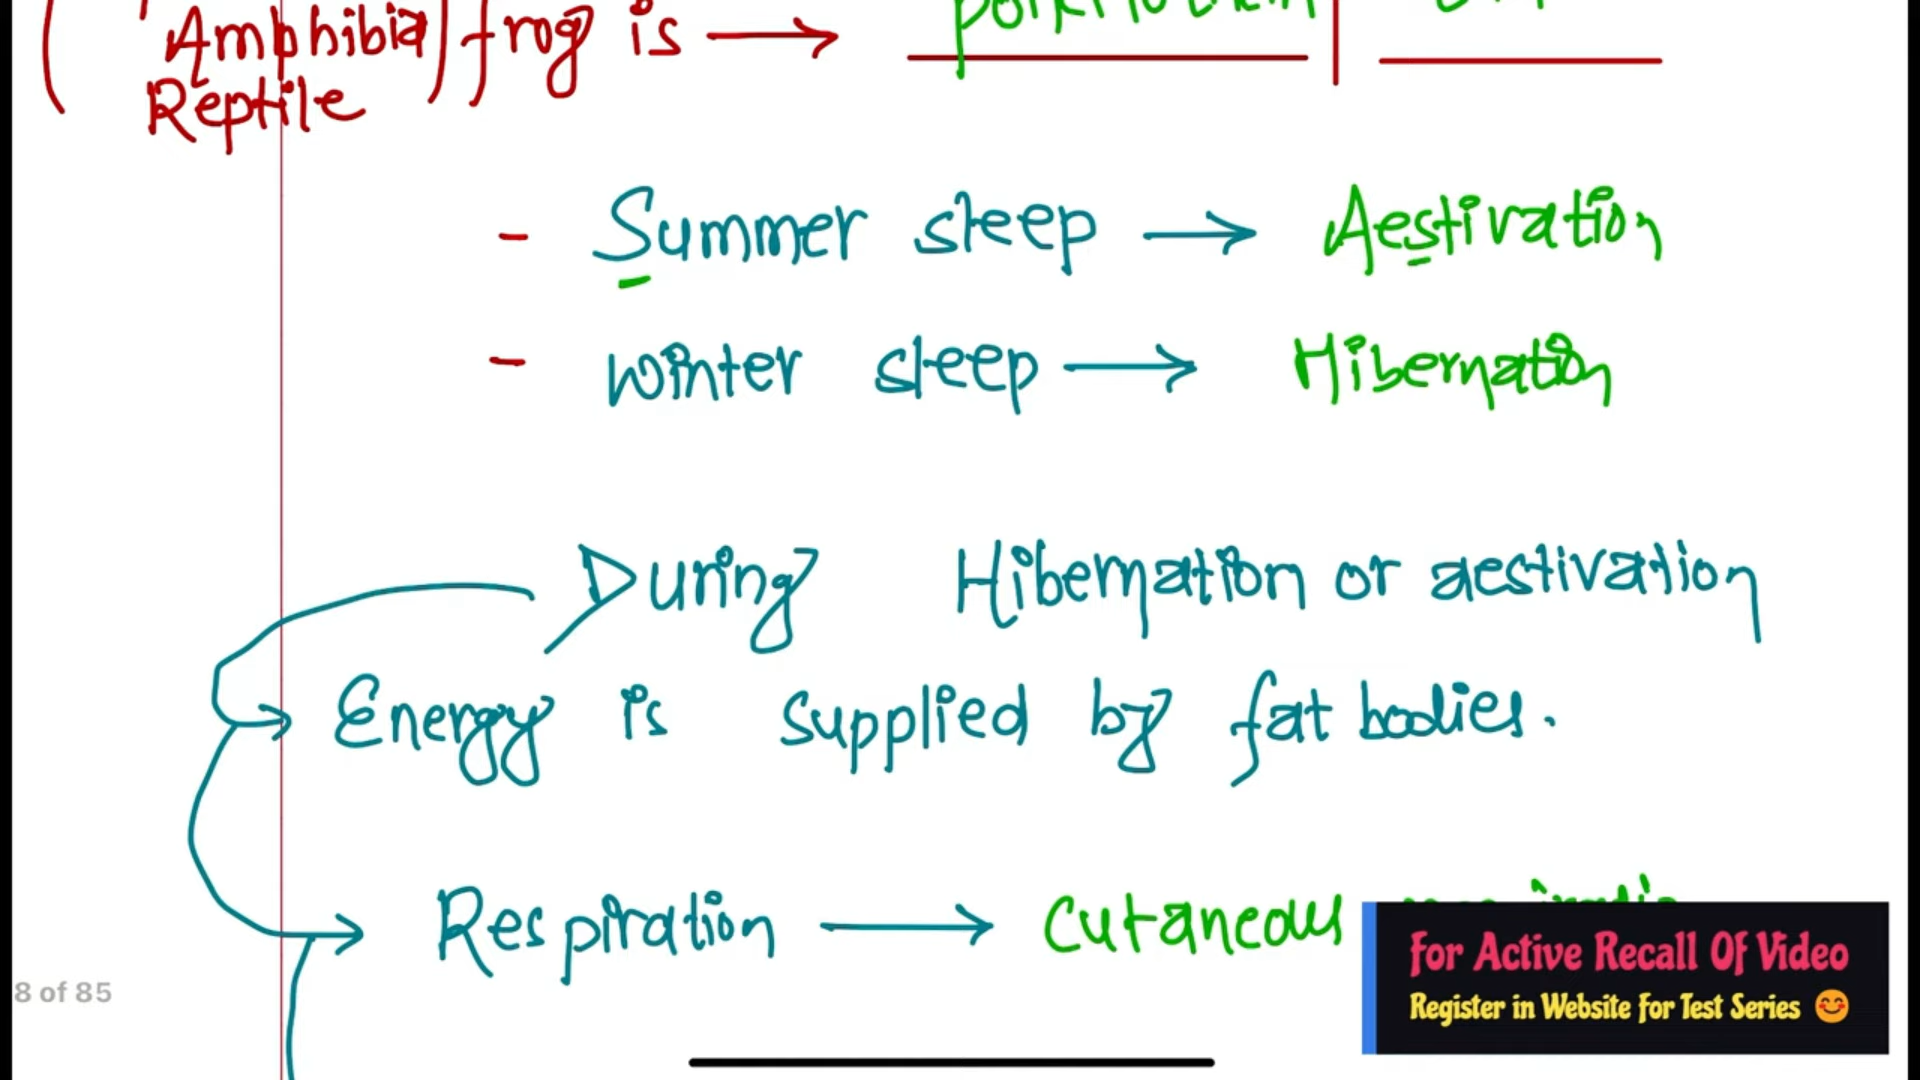 Amphibia) frog is →
Reptile
- Summer sleep → Aestivation
- Winter sleep → Hibernation
During Hibernation or aestivation
Energy is supplied by fat bodies.
Respiration → Cutaneous
For Active Recall Of Video
Register in Website For Test Series 😊
8 of 85